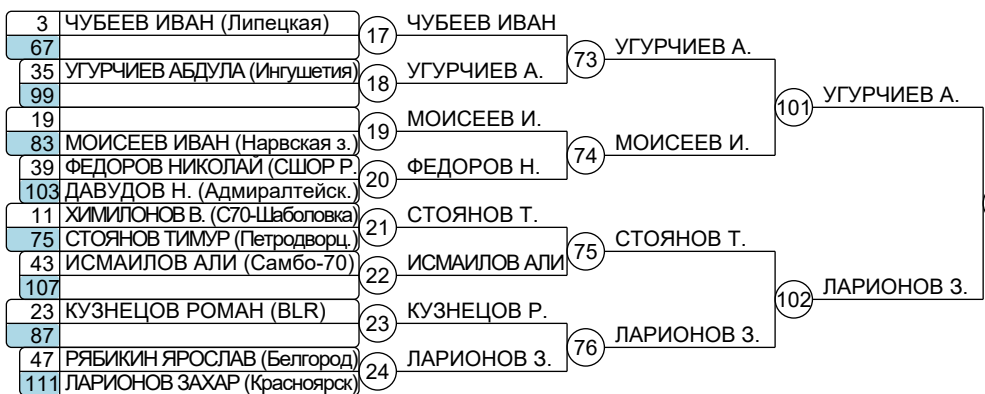 3 ЧУБЕЕВ ИВАН (Липецкая)
67
17
ЧУБЕЕВ ИВАН
35 УГУРЧИЕВ АБДУЛА (Ингушетия)
99
18
УГУРЧИЕВ А.
73
УГУРЧИЕВ А.
19
83 МОИСЕЕВ ИВАН (Нарвская з.)
19
МОИСЕЕВ И.
39 ФЕДОРОВ НИКОЛАЙ (СШОР Р.
103 ДАВУДОВ Н. (Адмиралтейск.)
20
ФЕДОРОВ Н.
74
МОИСЕЕВ И.
101
УГУРЧИЕВ А.
11 ХИМИЛОНОВ В. (С70-Шаболовка)
75 СТОЯНОВ ТИМУР (Петродворц.)
21
СТОЯНОВ Т.
43 ИСМАИЛОВ АЛИ (Самбо-70)
107
22
ИСМАИЛОВ АЛИ
75
СТОЯНОВ Т.
23 КУЗНЕЦОВ РОМАН (BLR)
87
23
КУЗНЕЦОВ Р.
47 РЯБИКИН ЯРОСЛАВ (Белгород)
111 ЛАРИОНОВ ЗАХАР (Красноярск)
24
ЛАРИОНОВ З.
76
ЛАРИОНОВ З.
102
ЛАРИОНОВ З.